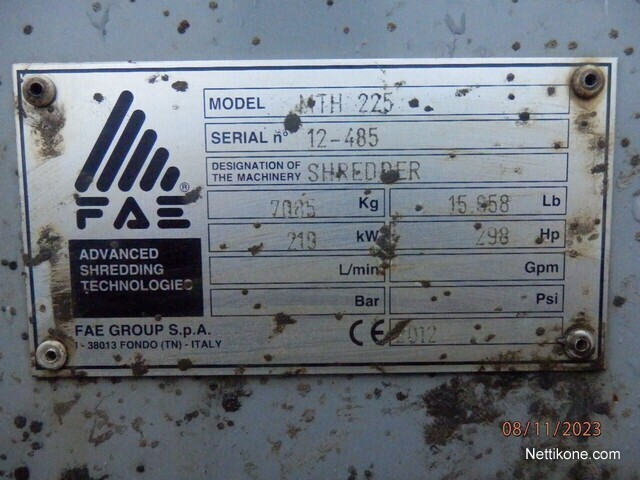 MODEL MTH 225
SERIAL n° 12-485
DESIGNATION OF
THE MACHINERY SHREDDER
Kg Lb
219 kW 298 Hp
L/min Gpm
Bar Psi
FAE ®
ADVANCED
SHREDDING
TECHNOLOGIES
FAE GROUP S.p.A.
I - 38013 FONDO (TN) - ITALY
CE 2012
08/11/2023
Nettikone.com